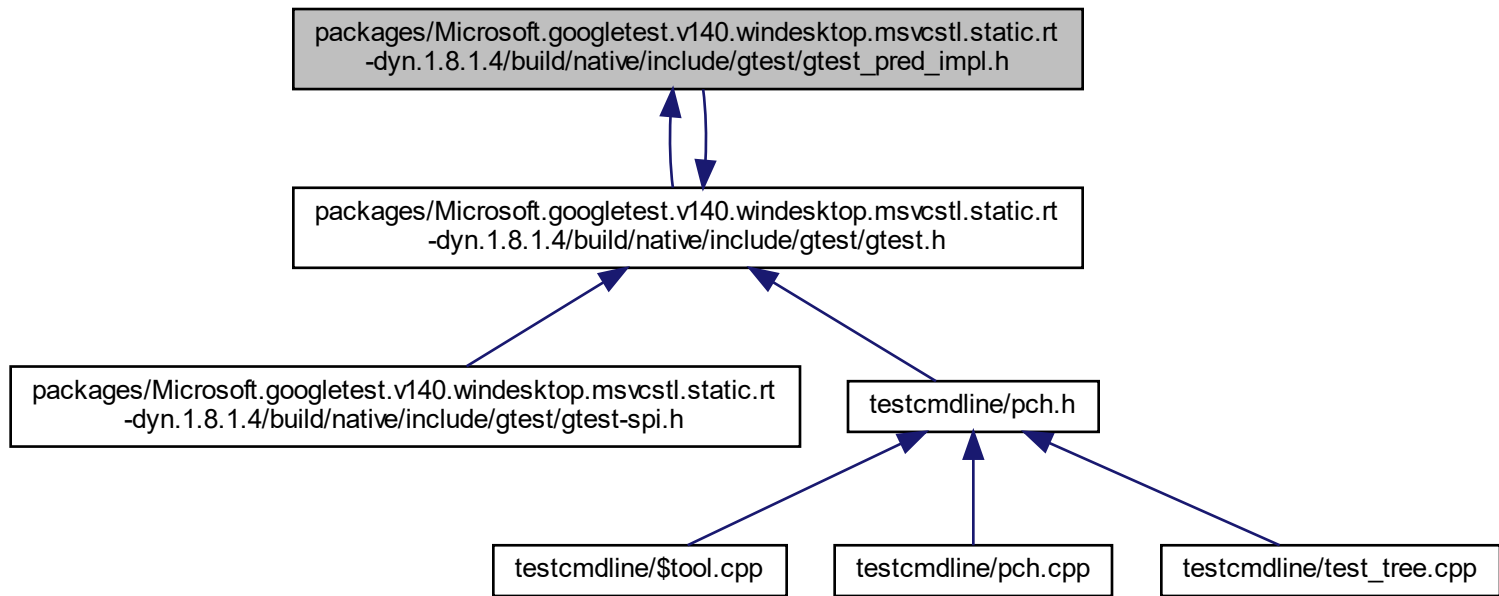 packages/Microsoft.googletest.v140.windesktop.msvcstl.static.rt
-dyn.1.8.1.4/build/native/include/gtest/gtest_pred_impl.h
packages/Microsoft.googletest.v140.windesktop.msvcstl.static.rt
-dyn.1.8.1.4/build/native/include/gtest/gtest.h
packages/Microsoft.googletest.v140.windesktop.msvcstl.static.rt
-dyn.1.8.1.4/build/native/include/gtest/gtest-spi.h
testcmdline/pch.h
testcmdline/$tool.cpp
testcmdline/pch.cpp
testcmdline/test_tree.cpp